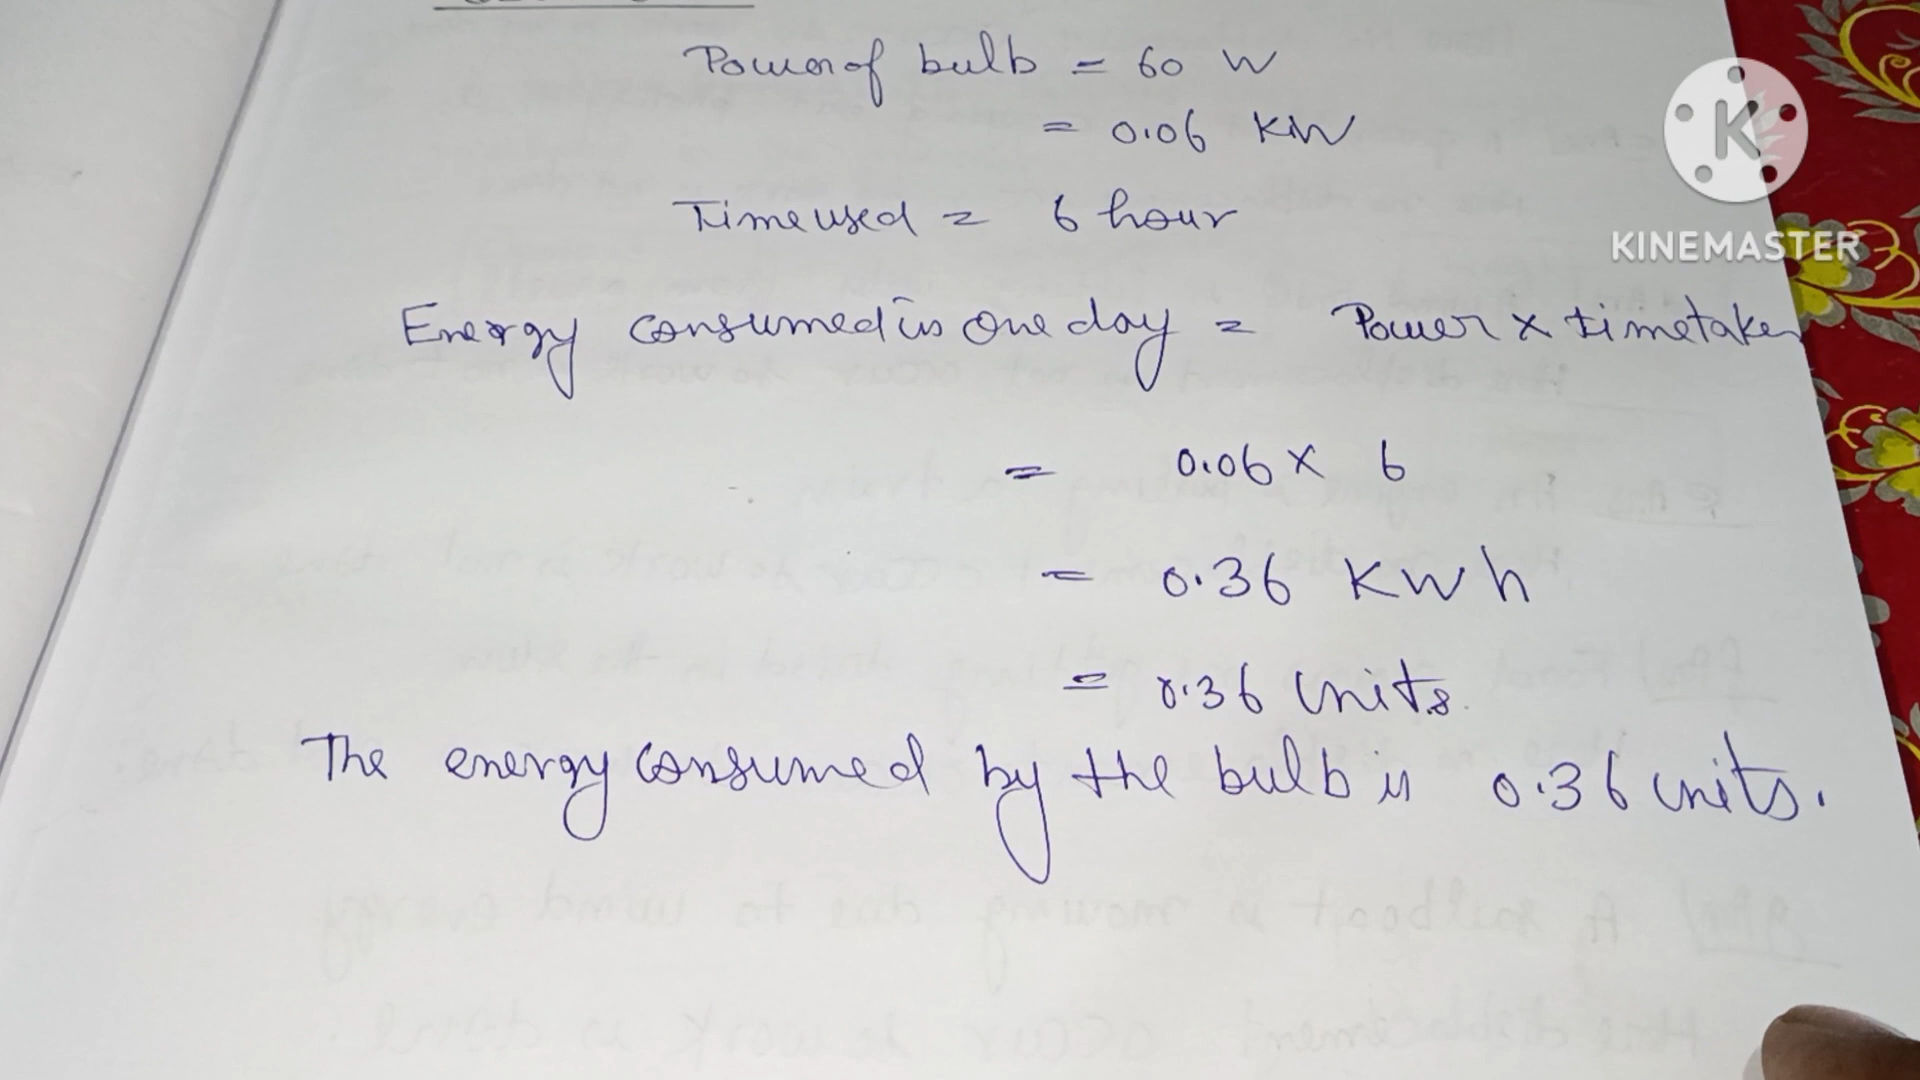 Power of bulb = 60 W
= 0.06 KW
Time used = 6 hour
Energy consumed in one day = Power × time taken
= 0.06 × 6
= 0.36 Kwh
= 0.36 units.
The energy consumed by the bulb is 0.36 units.
K
KINEMASTER